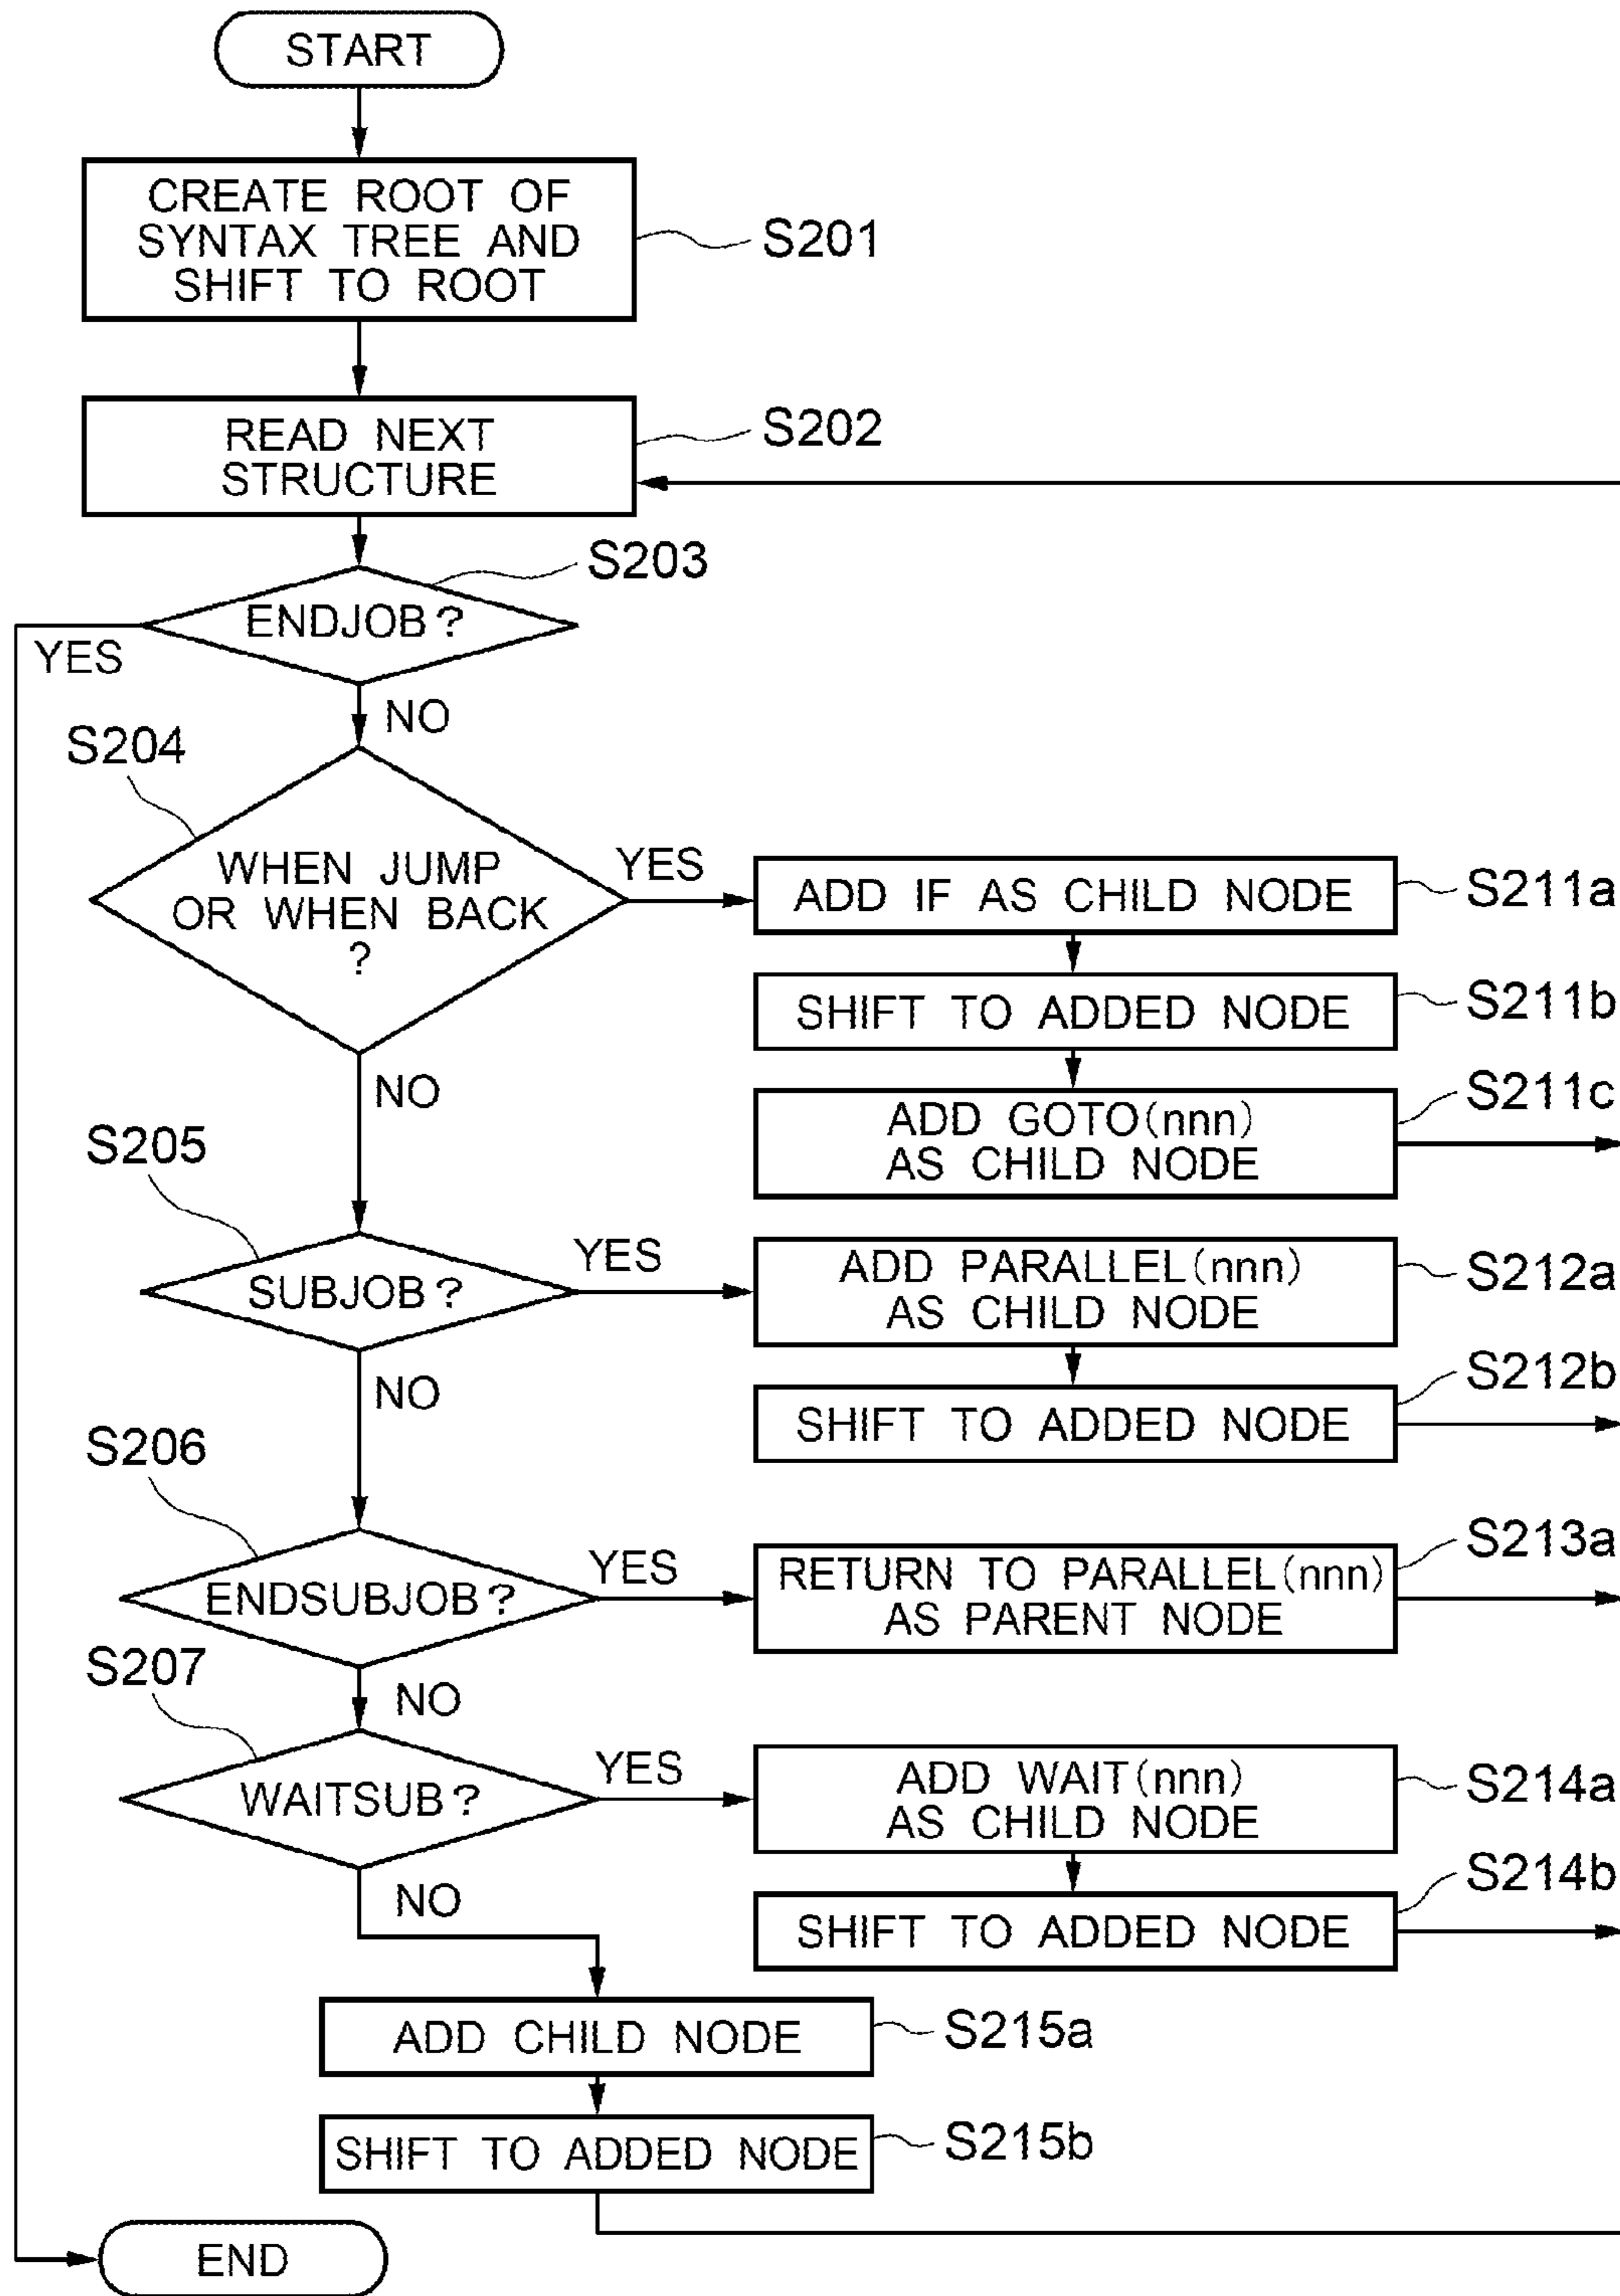 START
CREATE ROOT OF
SYNTAX TREE AND
SHIFT TO ROOT
S201
READ NEXT
STRUCTURE
S202
S203
ENDJOB?
YES
NO
S204
WHEN JUMP
OR WHEN BACK
?
YES
ADD IF AS CHILD NODE
S211a
SHIFT TO ADDED NODE
S211b
NO
ADD GOTO(nnn)
AS CHILD NODE
S211c
S205
SUBJOB?
YES
ADD PARALLEL(nnn)
AS CHILD NODE
S212a
NO
SHIFT TO ADDED NODE
S212b
S206
ENDSUBJOB?
YES
RETURN TO PARALLEL(nnn)
AS PARENT NODE
S213a
S207
NO
WAITSUB?
YES
ADD WAIT(nnn)
AS CHILD NODE
S214a
NO
SHIFT TO ADDED NODE
S214b
ADD CHILD NODE
S215a
SHIFT TO ADDED NODE
S215b
END